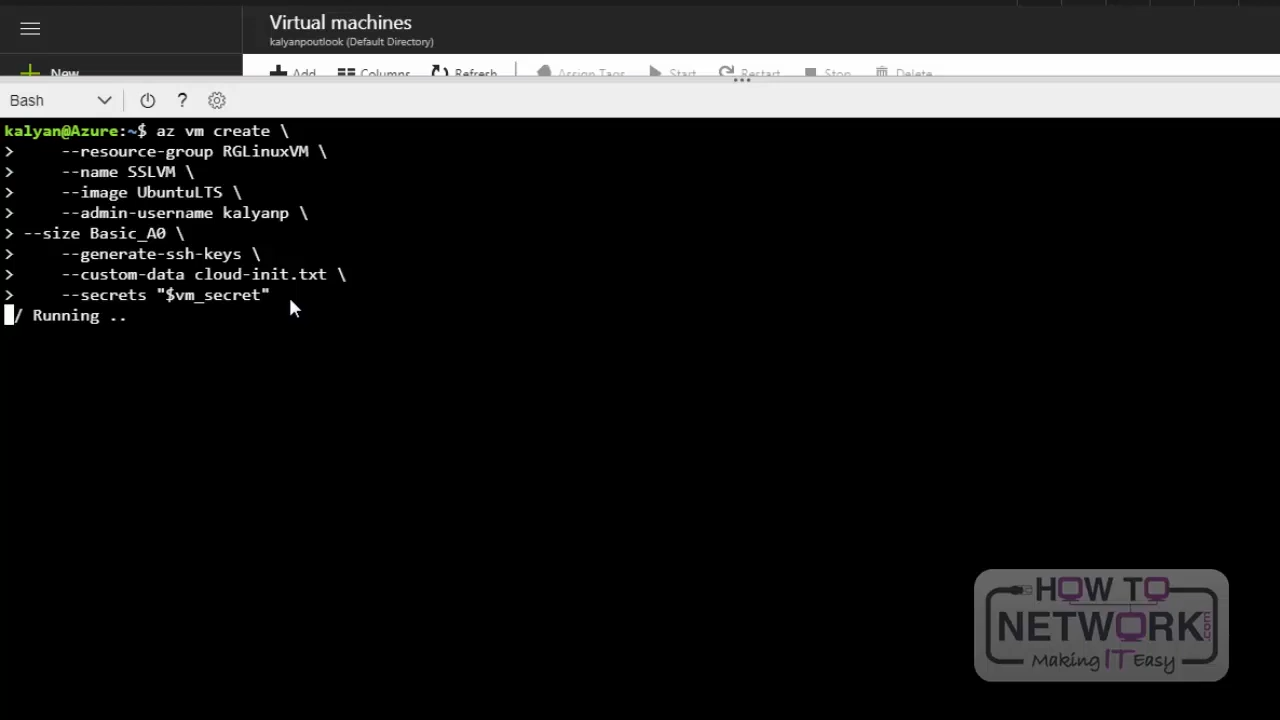 Virtual machines
kalyanpoutlook (Default Directory)
New
Add Columns Refresh Assign Tags Start Restart Stop Delete
Bash ?
kalyan@Azure:~$ az vm create \
> --resource-group RGLinuxVM \
> --name SSLVM \
> --image UbuntuLTS \
> --admin-username kalyanp \
> --size Basic_A0 \
> --generate-ssh-keys \
> --custom-data cloud-init.txt \
> --secrets "$vm_secret"
/ Running ..
HOW TO
NETWORK.com
Making IT Easy